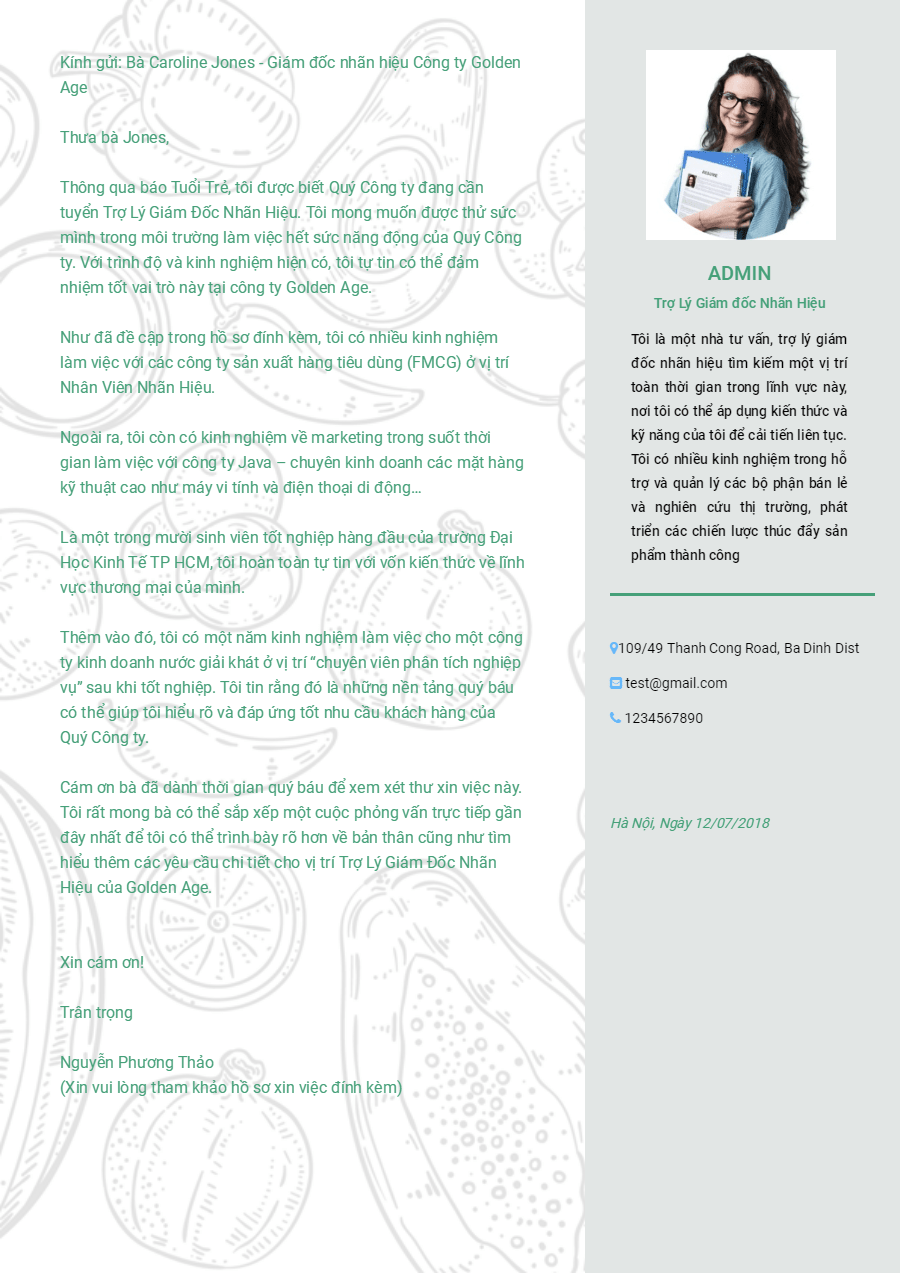 Kính gửi: Bà Caroline Jones - Giám đốc nhãn hiệu Công ty Golden
Age
Thưa bà Jones,
Thông qua báo Tuổi Trẻ, tôi được biết Quý Công ty đang cần
tuyển Trợ Lý Giám Đốc Nhãn Hiệu. Tôi mong muốn được thử sức
mình trong môi trường làm việc hết sức năng động của Quý Công
ty. Với trình độ và kinh nghiệm hiện có, tôi tự tin có thể đảm
nhiệm tốt vai trò này tại công ty Golden Age.
Như đã đề cập trong hồ sơ đính kèm, tôi có nhiều kinh nghiệm
làm việc với các công ty sản xuất hàng tiêu dùng (FMCG) ở vị trí
Nhân Viên Nhãn Hiệu.
Ngoài ra, tôi còn có kinh nghiệm về marketing trong suốt thời
gian làm việc với công ty Java – chuyên kinh doanh các mặt hàng
kỹ thuật cao như máy vi tính và điện thoại di động...
Là một trong mười sinh viên tốt nghiệp hàng đầu của trường Đại
Học Kinh Tế TP HCM, tôi hoàn toàn tự tin với vốn kiến thức về lĩnh
vực thương mại của mình.
Thêm vào đó, tôi có một năm kinh nghiệm làm việc cho một công
ty kinh doanh nước giải khát ở vị trí “chuyên viên phân tích nghiệp
vụ” sau khi tốt nghiệp. Tôi tin rằng đó là những nền tảng quý báu
có thể giúp tôi hiểu rõ và đáp ứng tốt nhu cầu khách hàng của
Quý Công ty.
Cám ơn bà đã dành thời gian quý báu để xem xét thư xin việc này.
Tôi rất mong bà có thể sắp xếp một cuộc phỏng vấn trực tiếp gần
đây nhất để tôi có thể trình bày rõ hơn về bản thân cũng như tìm
hiểu thêm các yêu cầu chi tiết cho vị trí Trợ Lý Giám Đốc Nhãn
Hiệu của Golden Age.
Xin cám ơn!
Trân trọng
Nguyễn Phương Thảo
(Xin vui lòng tham khảo hồ sơ xin việc đính kèm)
RESUME
ADMIN
Trợ Lý Giám đốc Nhãn Hiệu
Tôi là một nhà tư vấn, trợ lý giám
đốc nhãn hiệu tìm kiếm một vị trí
toàn thời gian trong lĩnh vực này,
nơi tôi có thể áp dụng kiến thức và
kỹ năng của tôi để cải tiến liên tục.
Tôi có nhiều kinh nghiệm trong hỗ
trợ và quản lý các bộ phận bán lẻ
và nghiên cứu thị trường, phát
triển các chiến lược thúc đẩy sản
phẩm thành công
109/49 Thanh Cong Road, Ba Dinh Dist
test@gmail.com
1234567890
Hà Nội, Ngày 12/07/2018